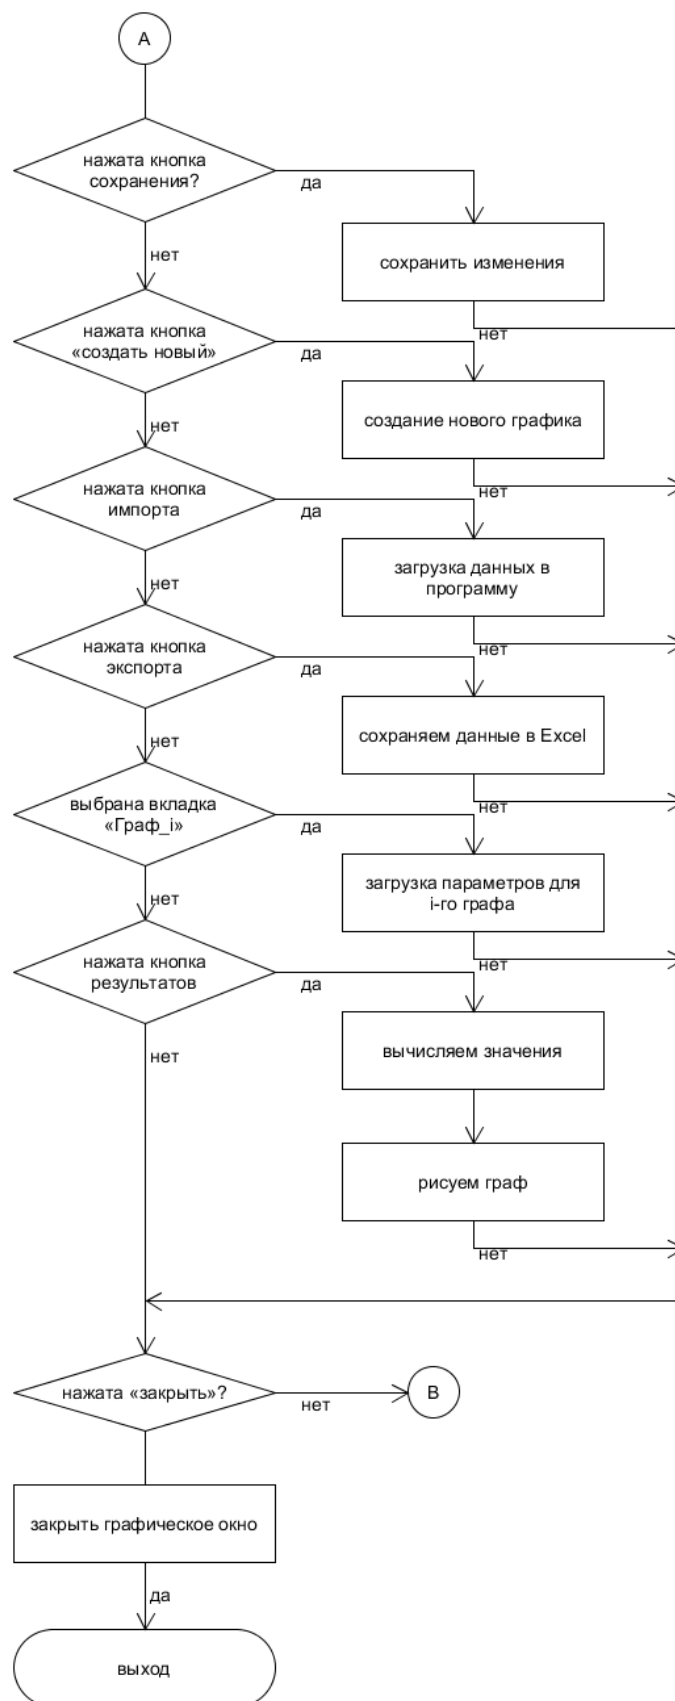 A
нажата кнопка
сохранения?
да
нет
сохранить изменения
нет
нажата кнопка
«создать новый»
да
нет
создание нового графика
нет
нажата кнопка
импорта
да
нет
загрузка данных в
программу
нет
нажата кнопка
экспорта
да
нет
сохраняем данные в Excel
нет
выбрана вкладка
«Граф_i»
да
нет
загрузка параметров для
i-го графа
нет
нажата кнопка
результатов
да
нет
вычисляем значения
рисуем граф
нет
нажата «закрыть»?
нет
B
закрыть графическое окно
да
выход